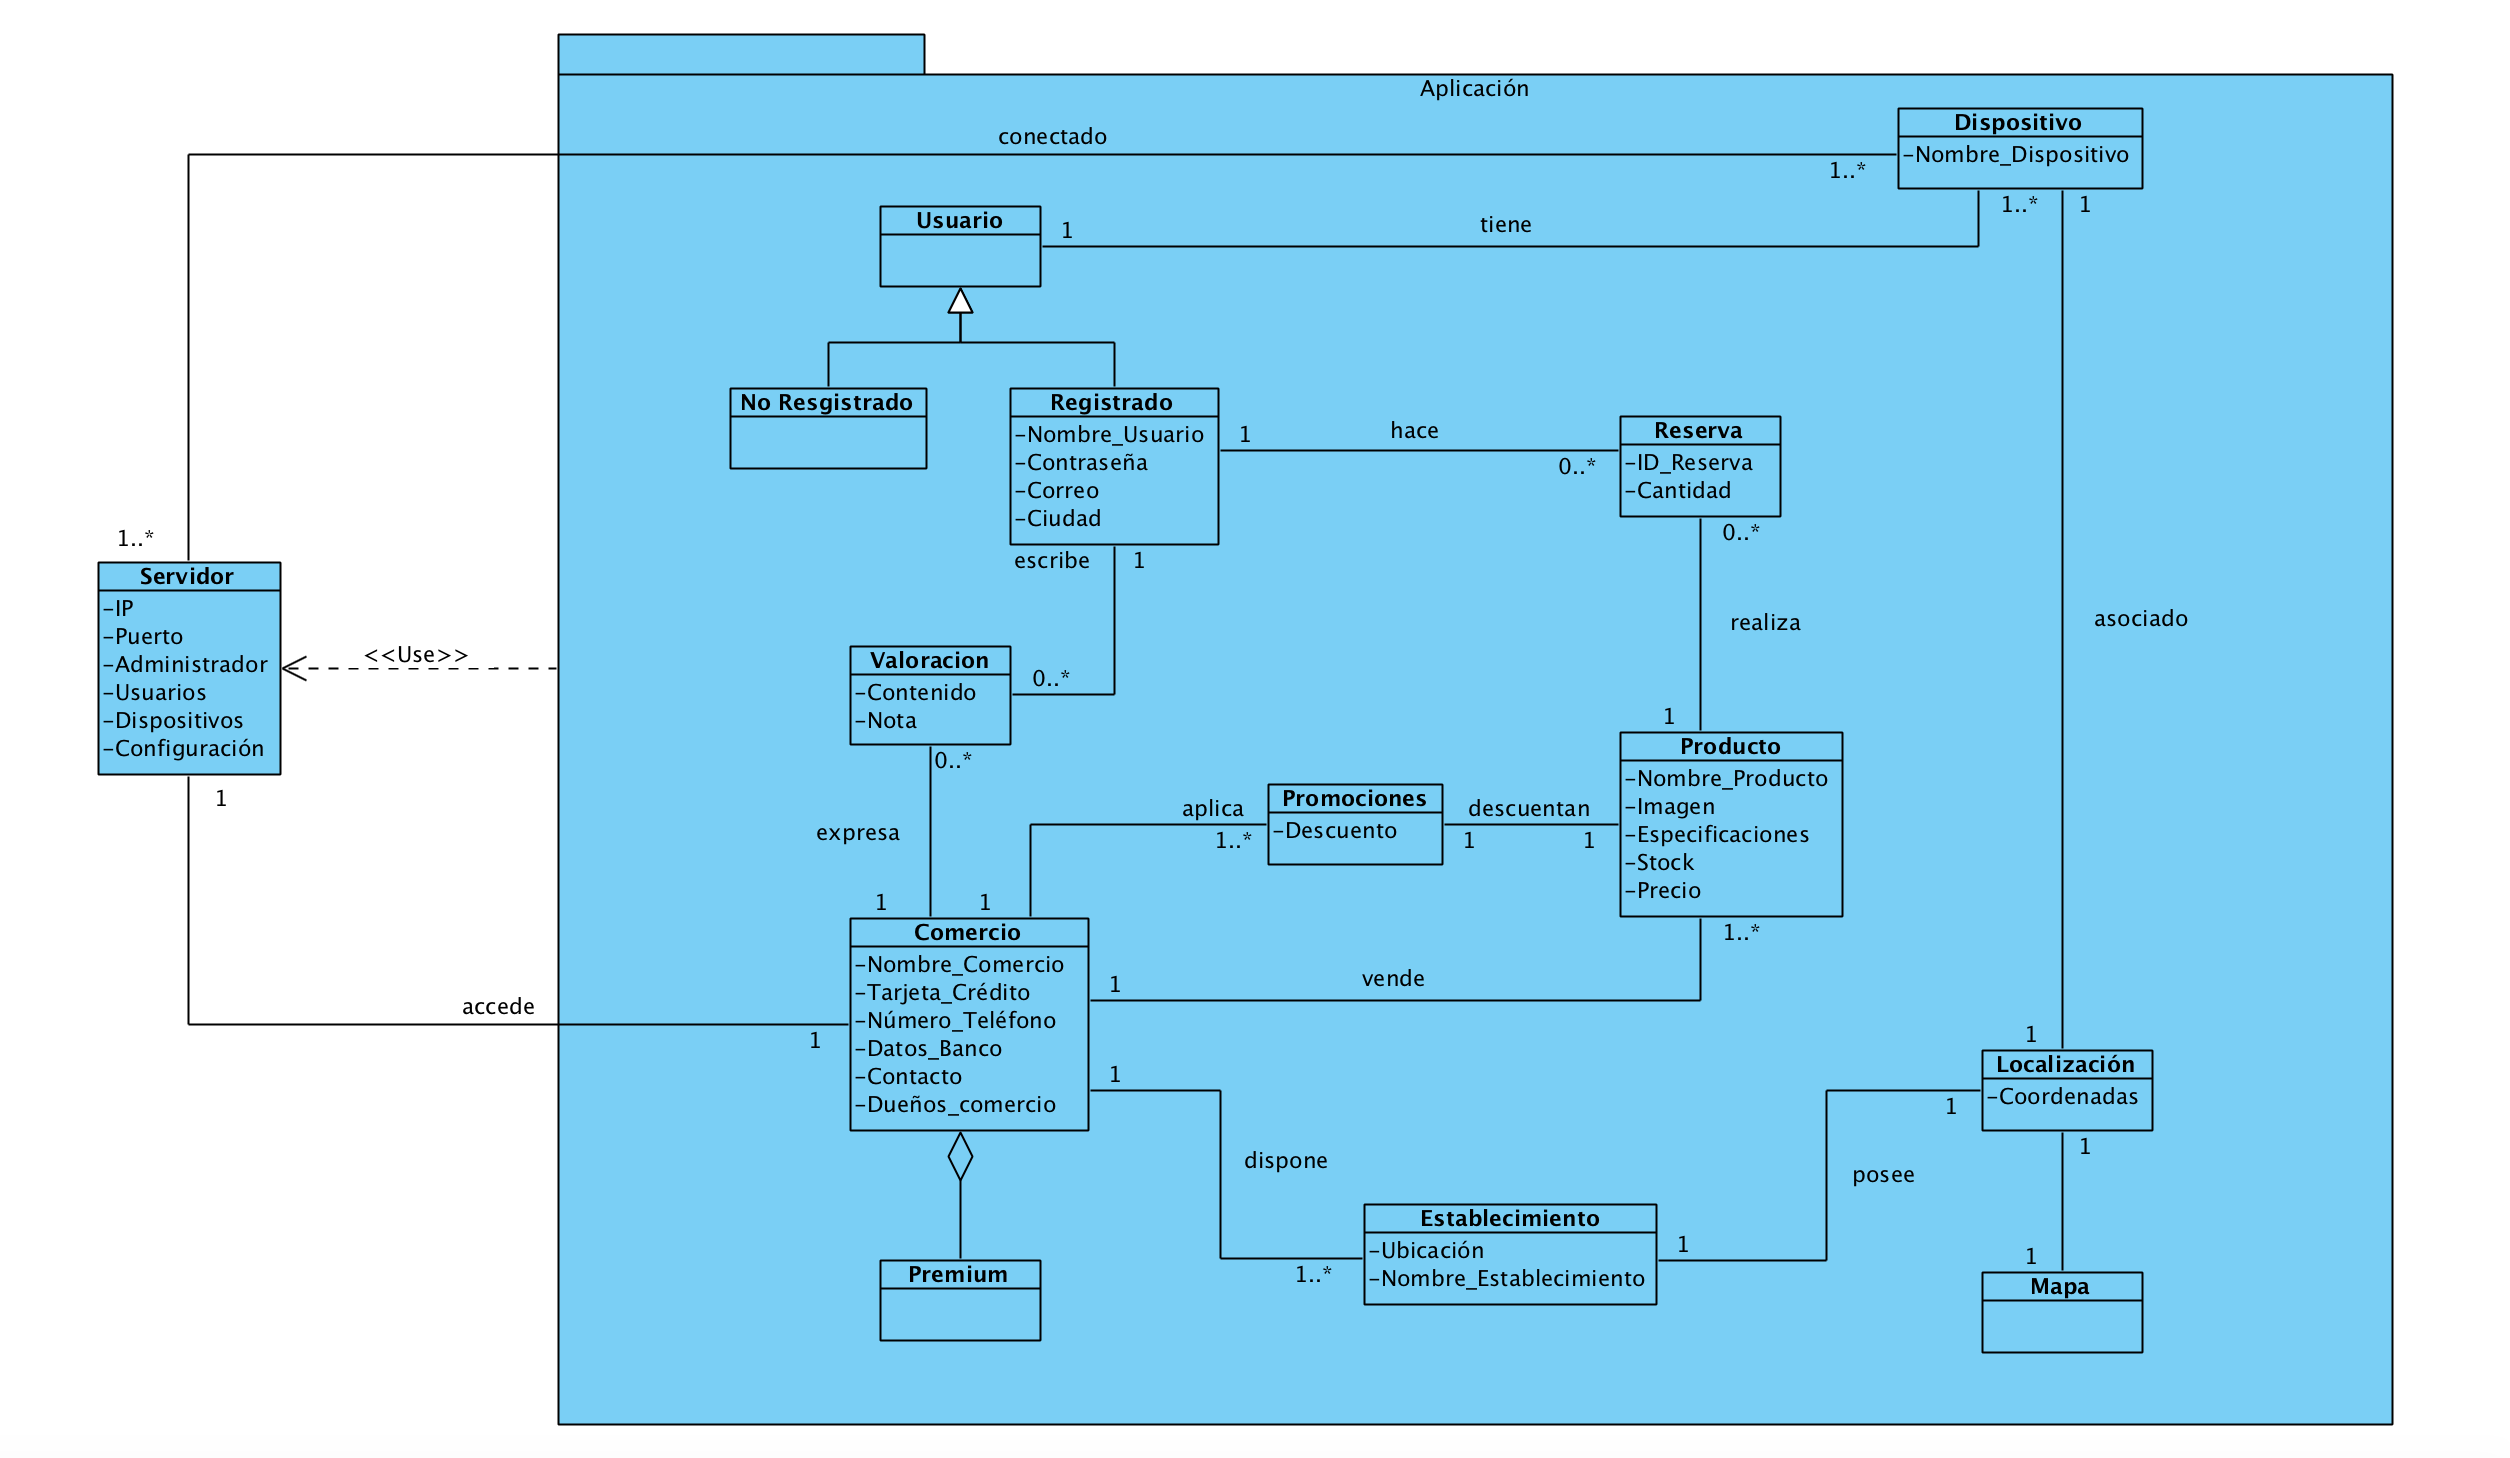 Aplicación
conectado
1..*
Dispositivo
-Nombre_Dispositivo
1..*
1
Usuario
1
tiene
No Resgistrado
Registrado
-Nombre_Usuario
-Contraseña
-Correo
-Ciudad
1
hace
0..*
Reserva
-ID_Reserva
-Cantidad
0..*
escribe
1
1..*
Servidor
-IP
-Puerto
-Administrador
-Usuarios
-Dispositivos
-Configuración
1
<<Use>>
realiza
asociado
Valoracion
-Contenido
-Nota
0..*
0..*
expresa
1
1
aplica
1..*
Promociones
-Descuento
descuentan
1
1
1
Producto
-Nombre_Producto
-Imagen
-Especificaciones
-Stock
-Precio
1..*
Comercio
-Nombre_Comercio
-Tarjeta_Crédito
-Número_Teléfono
-Datos_Banco
-Contacto
-Dueños_comercio
accede
1
1
vende
1
dispone
1..*
Premium
Establecimiento
-Ubicación
-Nombre_Establecimiento
1
posee
1
1
Localización
-Coordenadas
1
1
Mapa